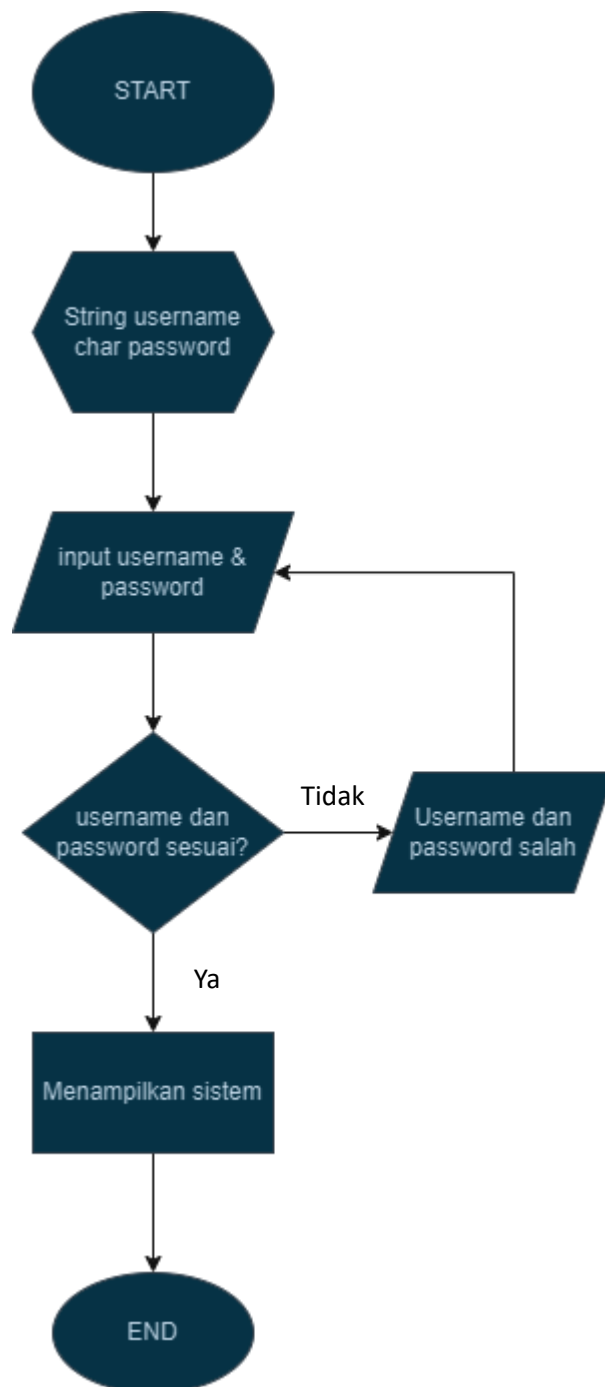 START
String username
char password
input username &
password
username dan
password sesuai?
Tidak
Username dan
password salah
Ya
Menampilkan sistem
END